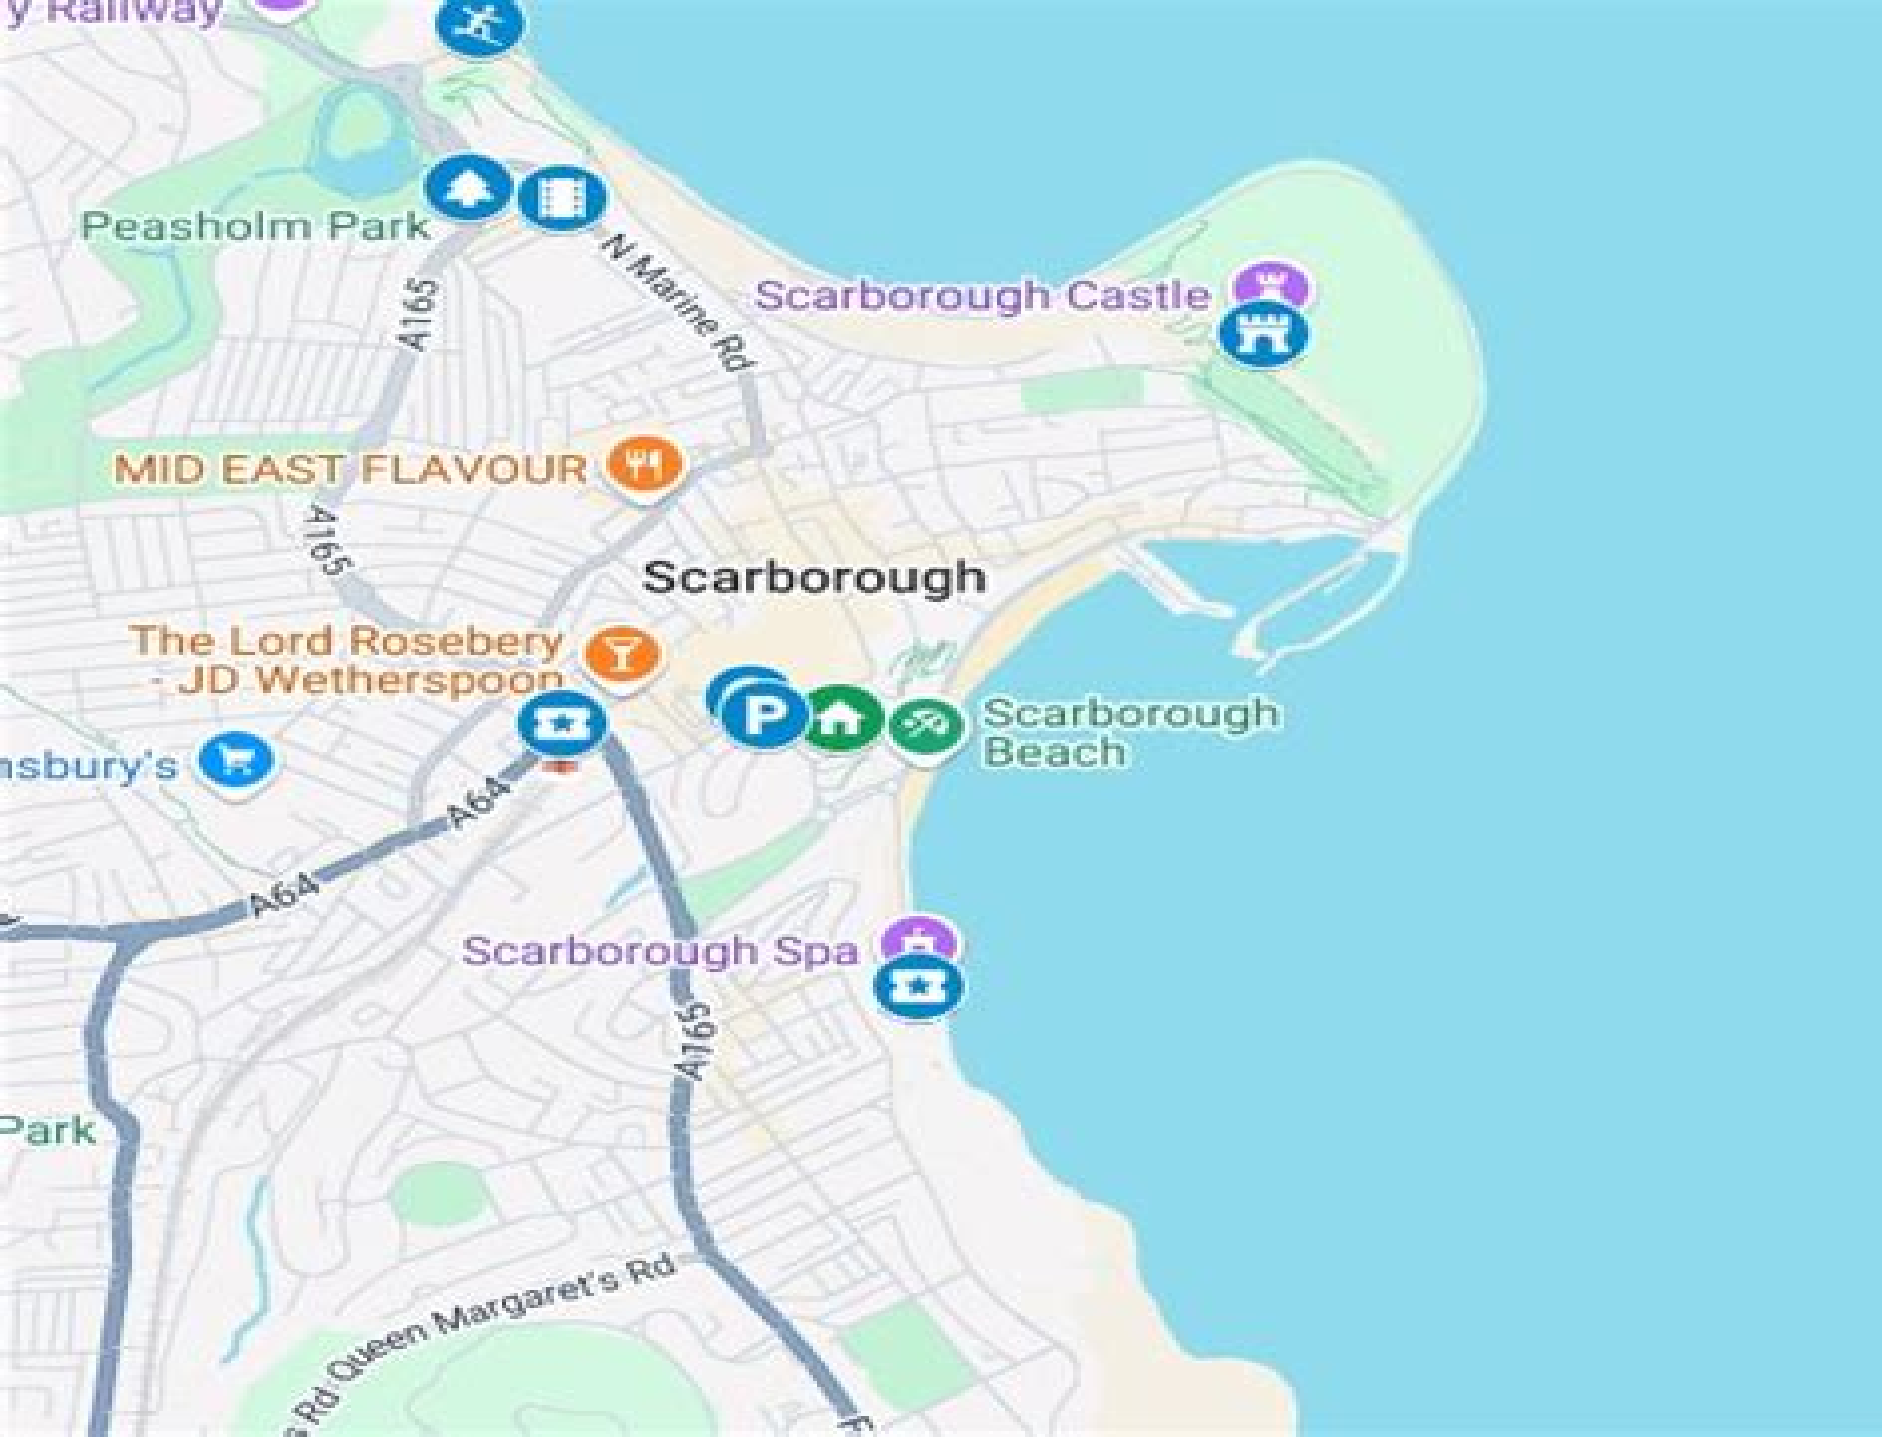 y Railway
Peasholm Park
N Marine Rd
A165
Scarborough Castle
MID EAST FLAVOUR
A165
Scarborough
The Lord Rosebery
- JD Wetherspoon
P
Scarborough
Beach
nsbury's
A64
A64
Scarborough Spa
A165
Park
s Rd Queen Margaret's Rd
F